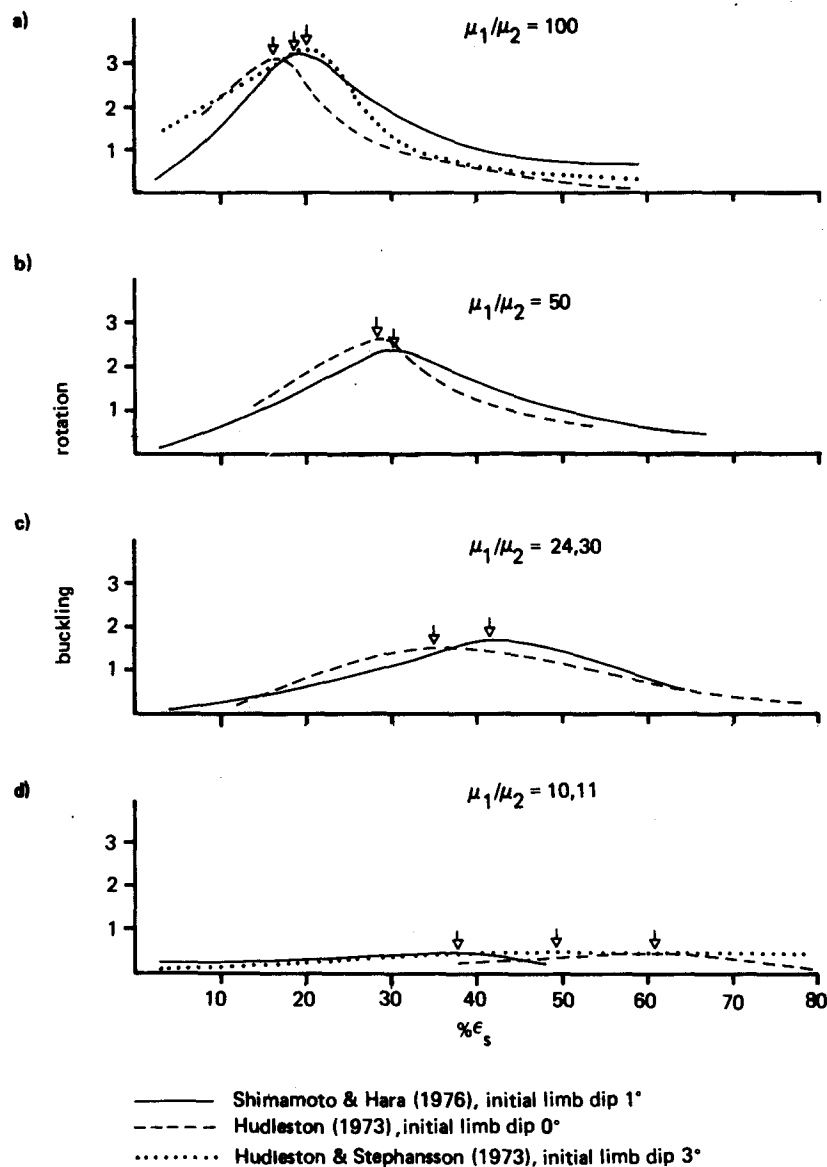 a)
μ₁/μ₂ = 100
3
2
1
b)
μ₁/μ₂ = 50
3
2
1
rotation
c)
μ₁/μ₂ = 24,30
3
2
1
buckling
d)
μ₁/μ₂ = 10,11
3
2
1
10 20 30 40 50 60 70 80
%ϵₛ
Shimamoto & Hara (1976), initial limb dip 1°
Hudleston (1973), initial limb dip 0°
Hudleston & Stephansson (1973), initial limb dip 3°